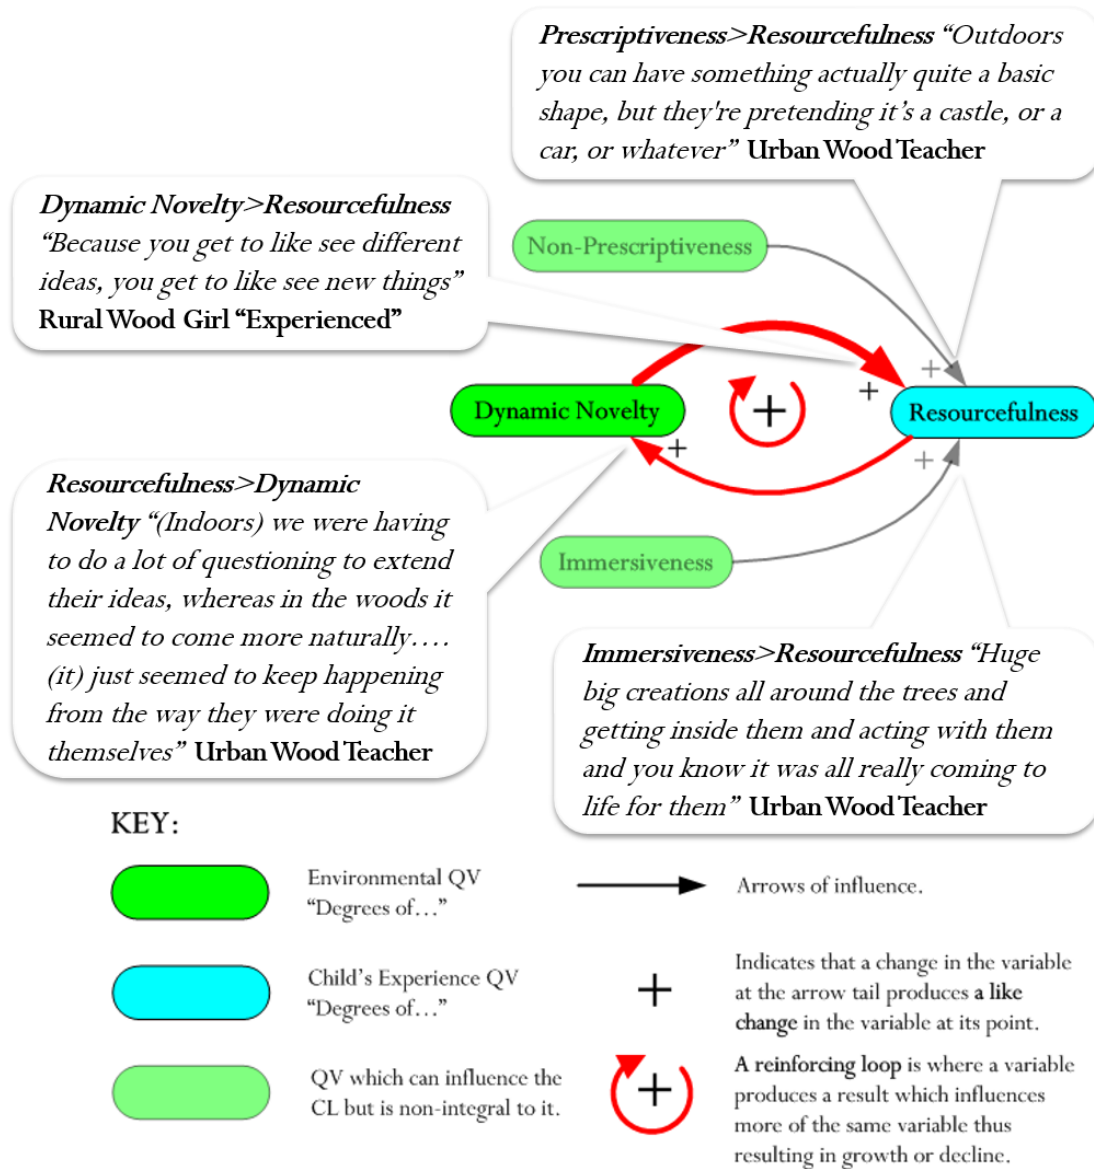 Prescriptiveness>Resourcefulness “Outdoors
you can have something actually quite a basic
shape, but they're pretending it’s a castle, or a
car, or whatever” Urban Wood Teacher
Dynamic Novelty>Resourcefulness
“Because you get to like see different
ideas, you get to like see new things”
Rural Wood Girl “Experienced”
Non-Prescriptiveness
+
+
Dynamic Novelty
+
Resourcefulness
+
+
Resourcefulness>Dynamic
Novelty “(Indoors) we were having
to do a lot of questioning to extend
their ideas, whereas in the woods it
seemed to come more naturally….
(it) just seemed to keep happening
from the way they were doing it
themselves” Urban Wood Teacher
Immersiveness
Immersiveness>Resourcefulness “Huge
big creations all around the trees and
getting inside them and acting with them
and you know it was all really coming to
life for them” Urban Wood Teacher
KEY:
Environmental QV
“Degrees of…”
Arrows of influence.
Child’s Experience QV
“Degrees of…”
+
Indicates that a change in the variable
at the arrow tail produces a like
change in the variable at its point.
QV which can influence the
CL but is non-integral to it.
+
A reinforcing loop is where a variable
produces a result which influences
more of the same variable thus
resulting in growth or decline.